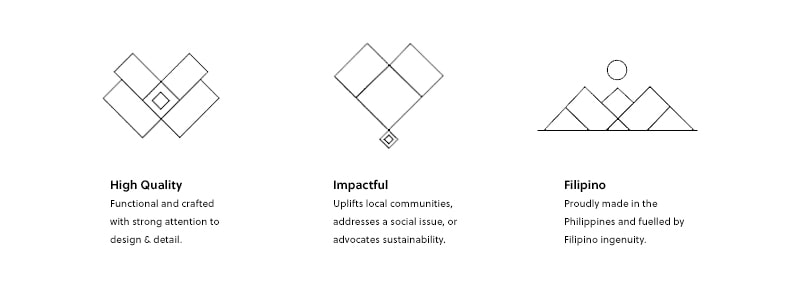 High Quality
Functional and crafted
with strong attention to
design & detail.
Impactful
Uplifts local communities,
addresses a social issue, or
advocates sustainability.
Filipino
Proudly made in the
Philippines and fuelled by
Filipino ingenuity.